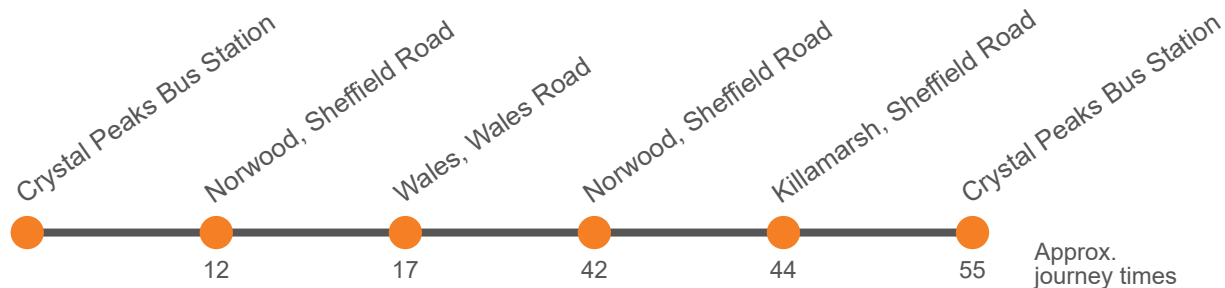 Crystal Peaks Bus Station
Norwood, Sheffield Road
Wales, Wales Road
Norwood, Sheffield Road
Killamarsh, Sheffield Road
Crystal Peaks Bus Station
12
17
42
44
55
Approx.
journey times